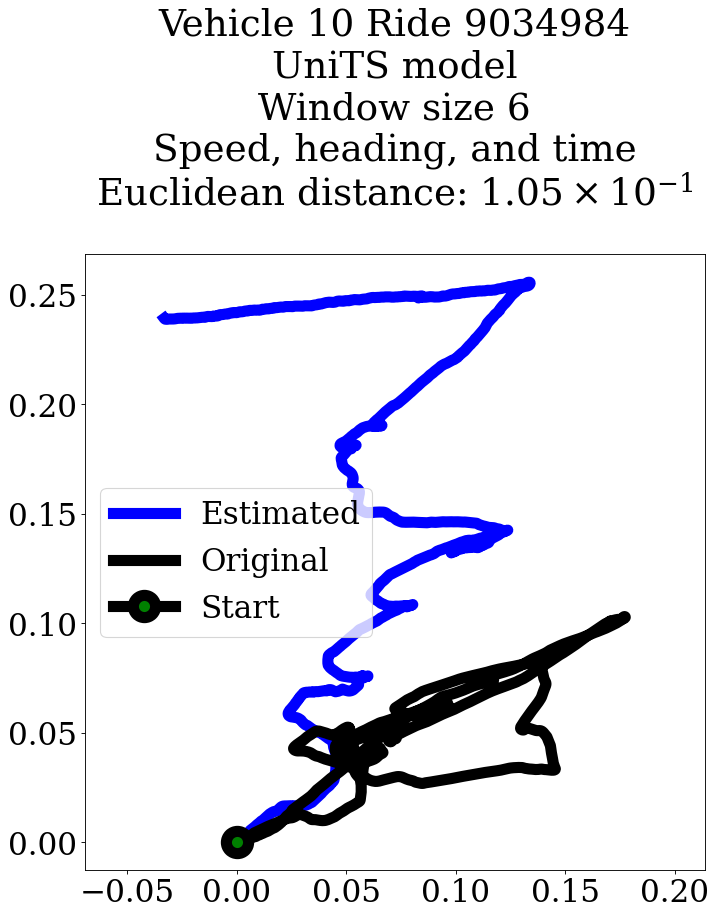 Vehicle 10 Ride 9034984
UniTS model
Window size 6
Speed, heading, and time
Euclidean distance: 1.05 × 10⁻¹
0.25
0.20
0.15
0.10
0.05
0.00
Estimated
Original
Start
−0.05 0.00 0.05 0.10 0.15 0.20